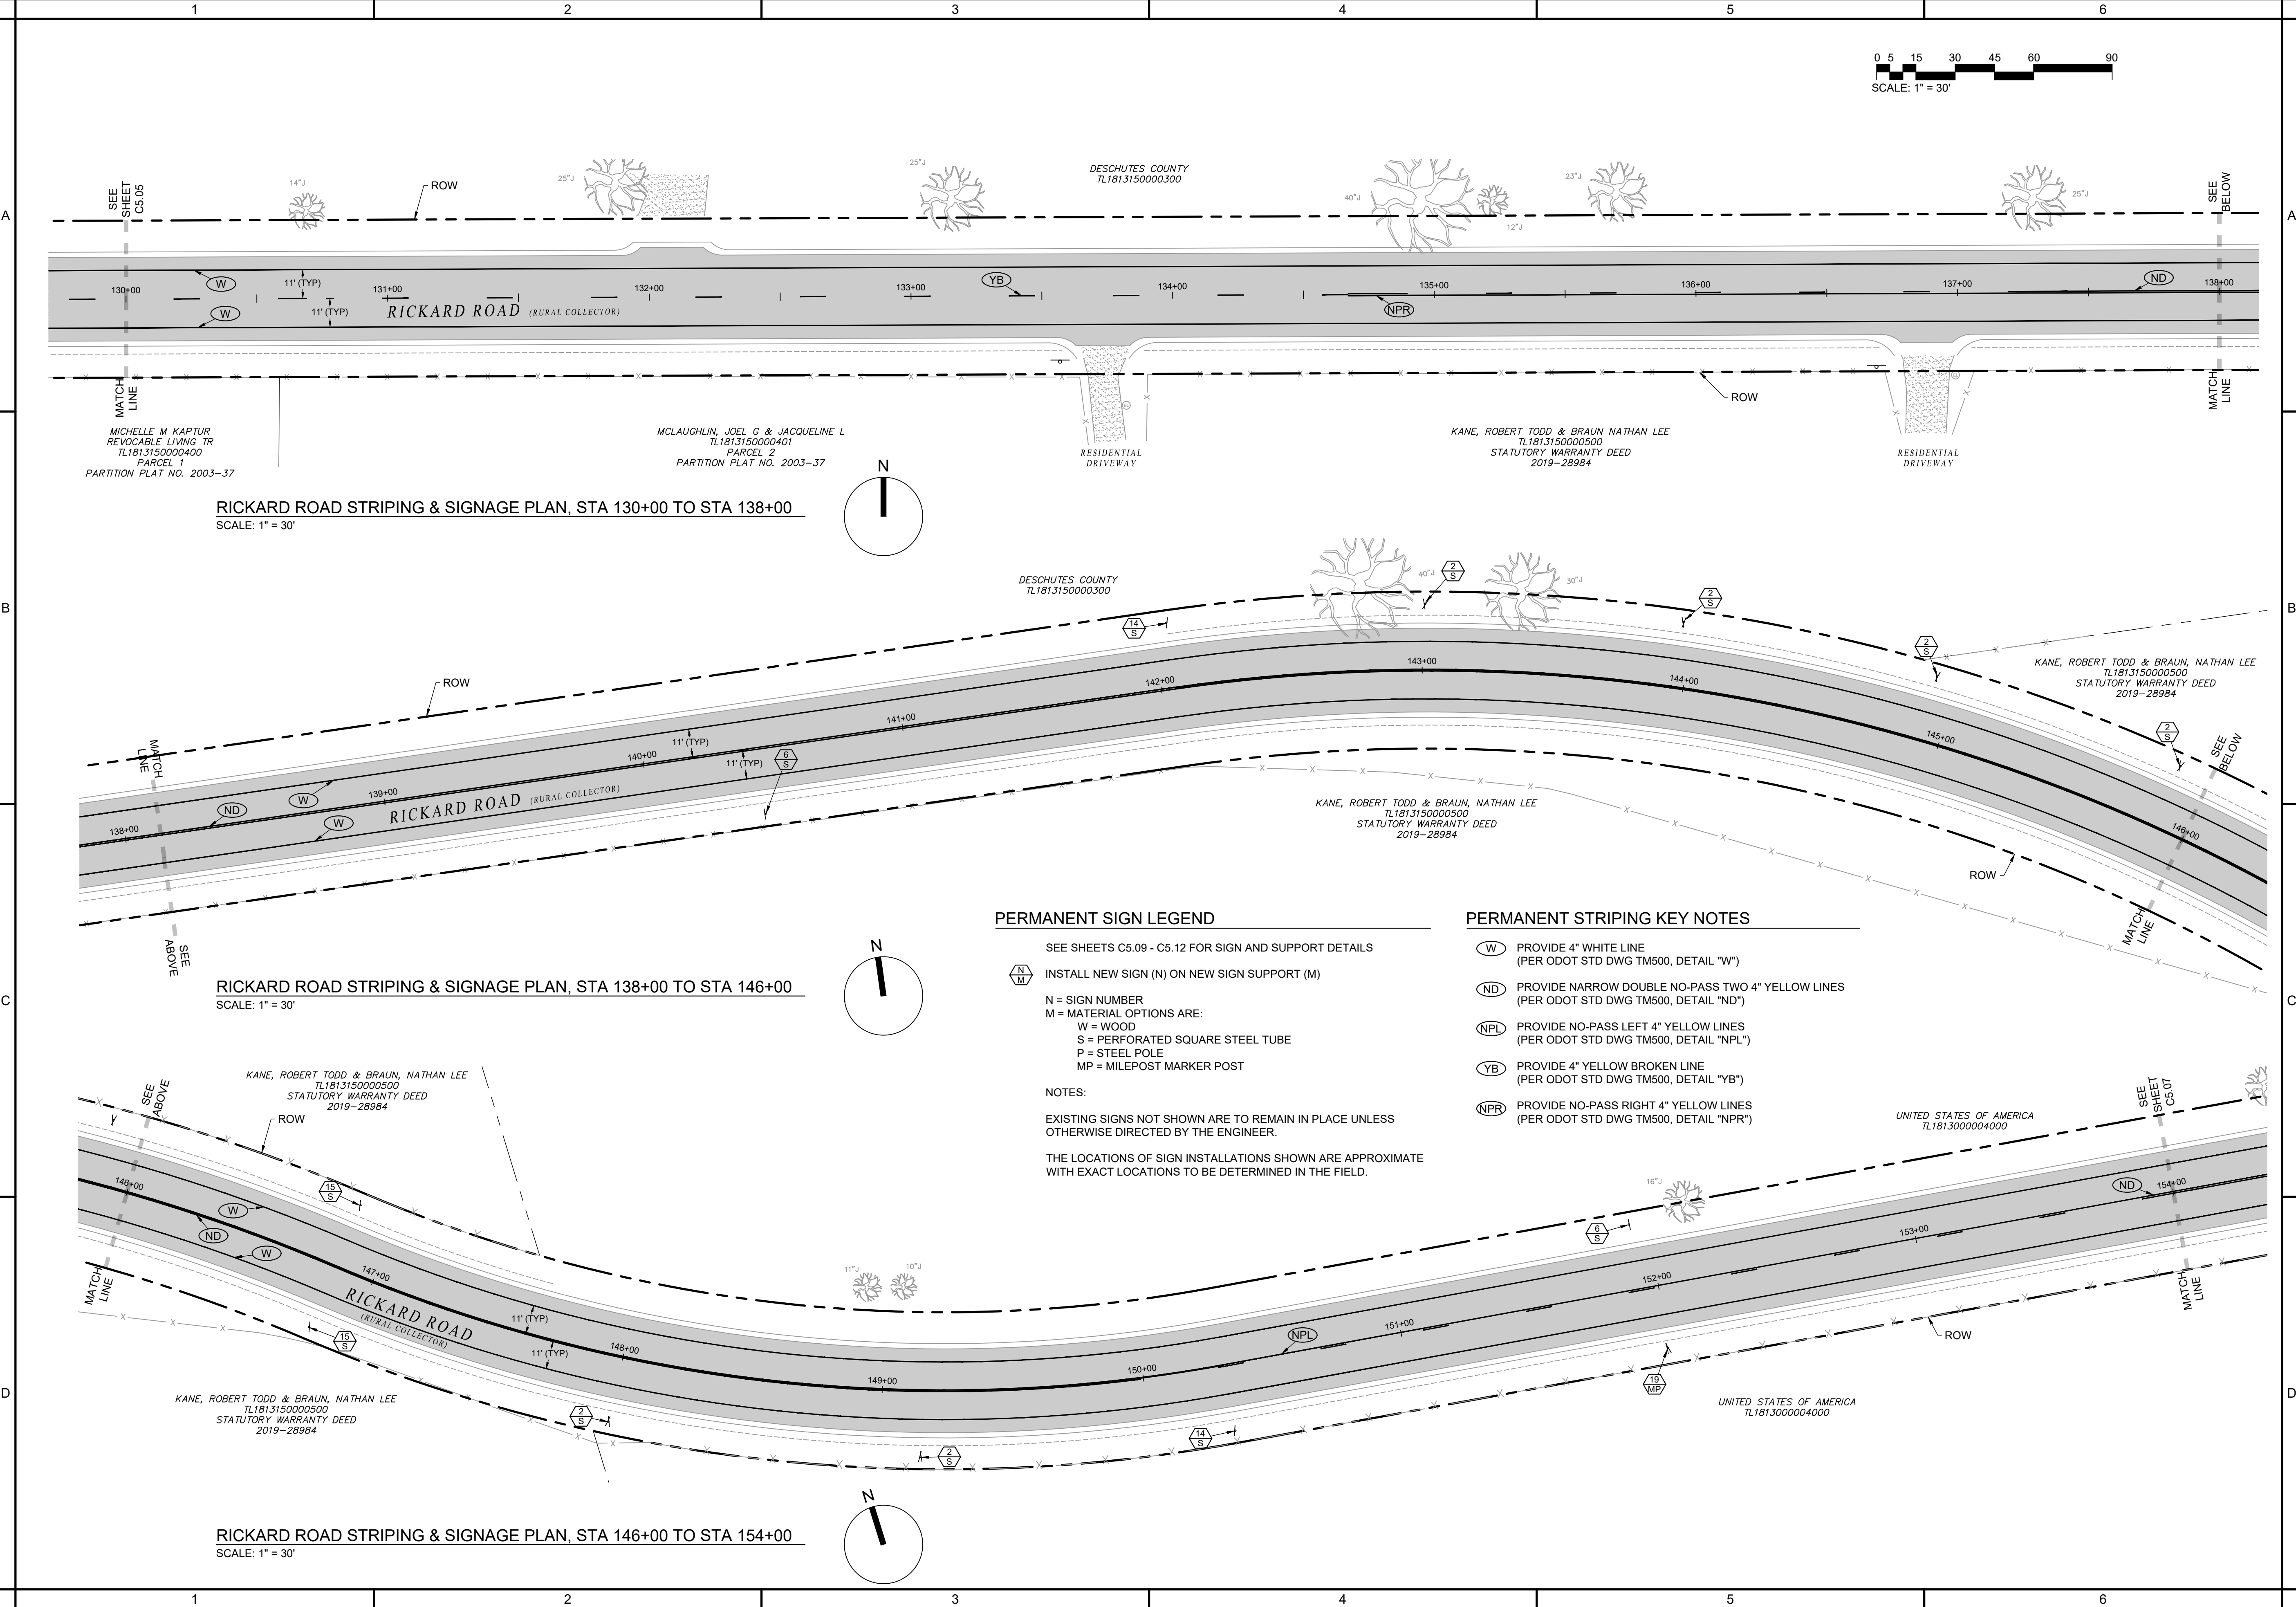 1 2 3 4 5 6
0 5 15 30 45 60 90
SCALE: 1" = 30'
A
A
SEE
SHEET
C5.05
14"J
ROW
25"J
25"J
DESCHUTES COUNTY
TL1813150000300
40"J
12"J
23"J
25"J
SEE
BELOW
W
W
11' (TYP)
11' (TYP)
130+00
131+00
132+00
133+00
134+00
135+00
136+00
137+00
138+00
RICKARD ROAD (RURAL COLLECTOR)
YB
NPR
ND
MATCH
LINE
MATCH
LINE
ROW
MICHELLE M KAPTUR
REVOCABLE LIVING TR
TL1813150000400
PARCEL 1
PARTITION PLAT NO. 2003-37
MCLAUGHLIN, JOEL G & JACQUELINE L
TL1813150000401
PARCEL 2
PARTITION PLAT NO. 2003-37
RESIDENTIAL
DRIVEWAY
KANE, ROBERT TODD & BRAUN NATHAN LEE
TL1813150000500
STATUTORY WARRANTY DEED
2019-28984
RESIDENTIAL
DRIVEWAY
N
RICKARD ROAD STRIPING & SIGNAGE PLAN, STA 130+00 TO STA 138+00
SCALE: 1" = 30'
B
B
DESCHUTES COUNTY
TL1813150000300
14
S
40"J
2
S
30"J
2
S
2
S
2
S
KANE, ROBERT TODD & BRAUN, NATHAN LEE
TL1813150000500
STATUTORY WARRANTY DEED
2019-28984
ROW
MATCH
LINE
SEE
BELOW
138+00
139+00
140+00
141+00
142+00
143+00
144+00
145+00
146+00
11' (TYP)
11' (TYP)
6
S
ND
W
W
RICKARD ROAD (RURAL COLLECTOR)
KANE, ROBERT TODD & BRAUN, NATHAN LEE
TL1813150000500
STATUTORY WARRANTY DEED
2019-28984
ROW
MATCH
LINE
SEE
ABOVE
N
RICKARD ROAD STRIPING & SIGNAGE PLAN, STA 138+00 TO STA 146+00
SCALE: 1" = 30'
C
C
PERMANENT SIGN LEGEND
SEE SHEETS C5.09 - C5.12 FOR SIGN AND SUPPORT DETAILS
N
M
INSTALL NEW SIGN (N) ON NEW SIGN SUPPORT (M)
N = SIGN NUMBER
M = MATERIAL OPTIONS ARE:
W = WOOD
S = PERFORATED SQUARE STEEL TUBE
P = STEEL POLE
MP = MILEPOST MARKER POST
NOTES:
EXISTING SIGNS NOT SHOWN ARE TO REMAIN IN PLACE UNLESS
OTHERWISE DIRECTED BY THE ENGINEER.
THE LOCATIONS OF SIGN INSTALLATIONS SHOWN ARE APPROXIMATE
WITH EXACT LOCATIONS TO BE DETERMINED IN THE FIELD.
PERMANENT STRIPING KEY NOTES
W PROVIDE 4" WHITE LINE
(PER ODOT STD DWG TM500, DETAIL "W")
ND PROVIDE NARROW DOUBLE NO-PASS TWO 4" YELLOW LINES
(PER ODOT STD DWG TM500, DETAIL "ND")
NPL PROVIDE NO-PASS LEFT 4" YELLOW LINES
(PER ODOT STD DWG TM500, DETAIL "NPL")
YB PROVIDE 4" YELLOW BROKEN LINE
(PER ODOT STD DWG TM500, DETAIL "YB")
NPR PROVIDE NO-PASS RIGHT 4" YELLOW LINES
(PER ODOT STD DWG TM500, DETAIL "NPR")
SEE
ABOVE
KANE, ROBERT TODD & BRAUN, NATHAN LEE
TL1813150000500
STATUTORY WARRANTY DEED
2019-28984
ROW
15
S
UNITED STATES OF AMERICA
TL1813000004000
SEE
SHEET
C5.07
16"J
6
S
11"J
10"J
146+00
147+00
148+00
149+00
150+00
151+00
152+00
153+00
154+00
W
ND
W
NPL
ND
RICKARD ROAD
(RURAL COLLECTOR)
11' (TYP)
11' (TYP)
MATCH
LINE
MATCH
LINE
15
S
2
S
2
S
14
S
19
MP
ROW
D
D
KANE, ROBERT TODD & BRAUN, NATHAN LEE
TL1813150000500
STATUTORY WARRANTY DEED
2019-28984
UNITED STATES OF AMERICA
TL1813000004000
N
RICKARD ROAD STRIPING & SIGNAGE PLAN, STA 146+00 TO STA 154+00
SCALE: 1" = 30'
1 2 3 4 5 6